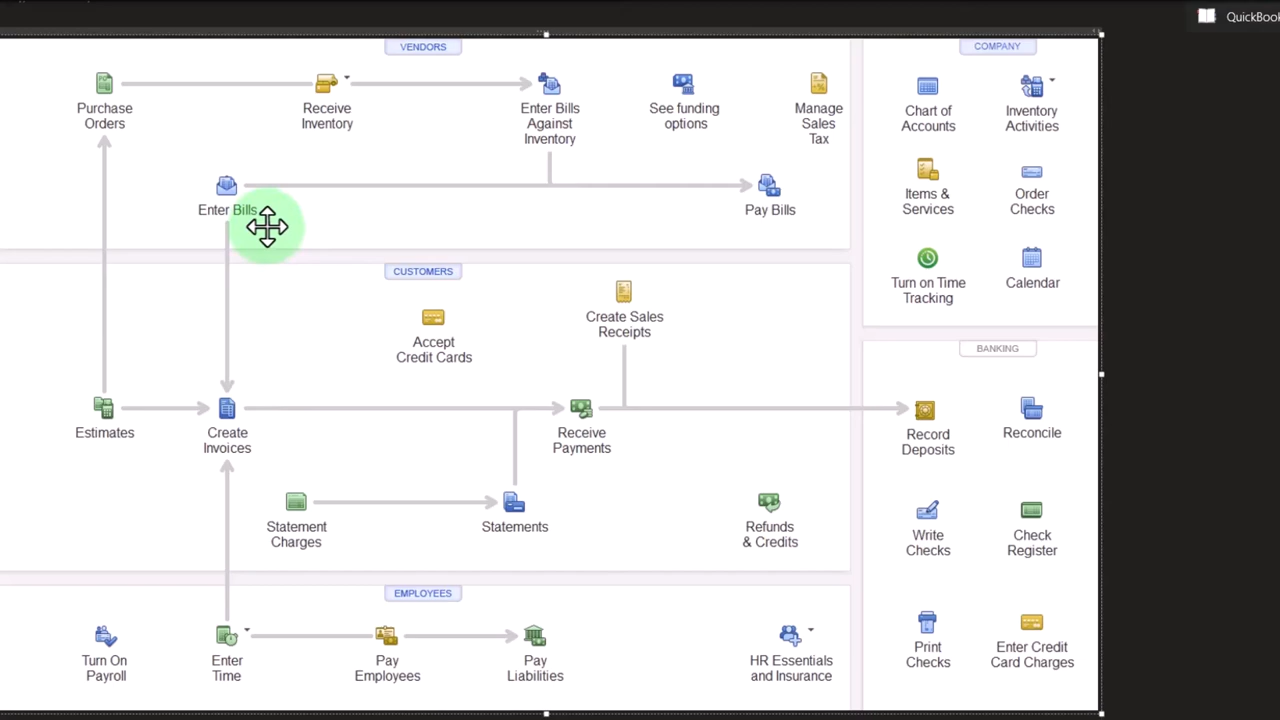 QuickBook
VENDORS
COMPANY
Purchase
Orders
Receive
Inventory
Enter Bills
Against
Inventory
See funding
options
Manage
Sales
Tax
Chart of
Accounts
Inventory
Activities
Enter Bills
Pay Bills
Items &
Services
Order
Checks
Turn on Time
Tracking
Calendar
CUSTOMERS
Accept
Credit Cards
Create Sales
Receipts
BANKING
Estimates
Create
Invoices
Receive
Payments
Record
Deposits
Reconcile
Statement
Charges
Statements
Refunds
& Credits
Write
Checks
Check
Register
EMPLOYEES
Turn On
Payroll
Enter
Time
Pay
Employees
Pay
Liabilities
HR Essentials
and Insurance
Print
Checks
Enter Credit
Card Charges